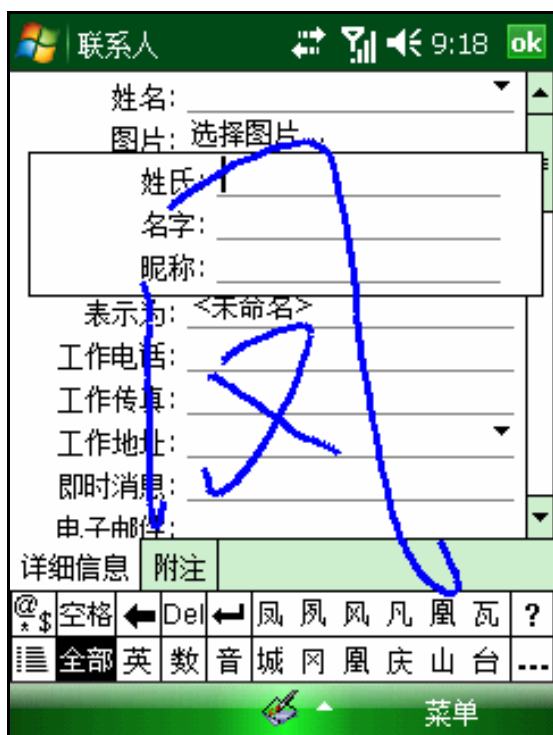 联系人 9:18 ok
姓名:
图片: 选择图片...
姓氏:
名字:
昵称:
表示为: <未命名>
工作电话:
工作传真:
工作地址:
即时消息:
电子邮件:
凤
详细信息 附注
@*$ 空格 Del 凤 夙 风 凡 凰 瓦 ?
全部 英 数 音 城 冈 凰 庆 山 台 ...
菜单